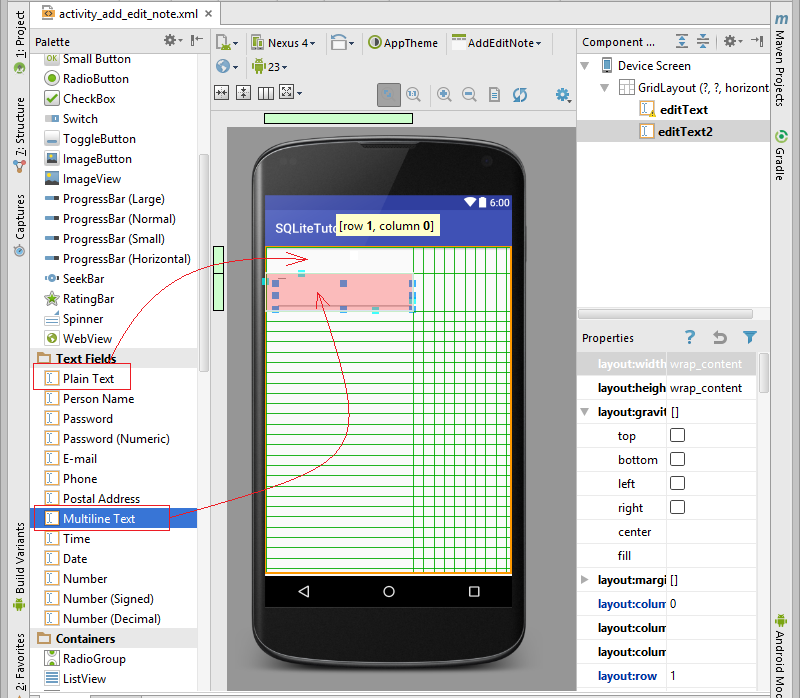 activity_add_edit_note.xml ×
1: Project
7: Structure
Captures
Build Variants
2: Favorites
Palette
Small Button
RadioButton
CheckBox
Switch
ToggleButton
ImageButton
ImageView
ProgressBar (Large)
ProgressBar (Normal)
ProgressBar (Small)
ProgressBar (Horizontal)
SeekBar
RatingBar
Spinner
WebView
Text Fields
Plain Text
Person Name
Password
Password (Numeric)
E-mail
Phone
Postal Address
Multiline Text
Time
Date
Number
Number (Signed)
Number (Decimal)
Containers
RadioGroup
ListView
Nexus 4
AppTheme
AddEditNote
23
6:00
SQLiteTuto
[row 1, column 0]
Component ...
Device Screen
GridLayout (?, ?, horizont
editText
editText2
Properties
layout:width wrap_content
layout:heigh wrap_content
layout:gravit []
top
bottom
left
right
center
fill
layout:margi []
layout:colum 0
layout:colum
layout:colum
layout:row 1
Maven Projects
Gradle
Android Moc